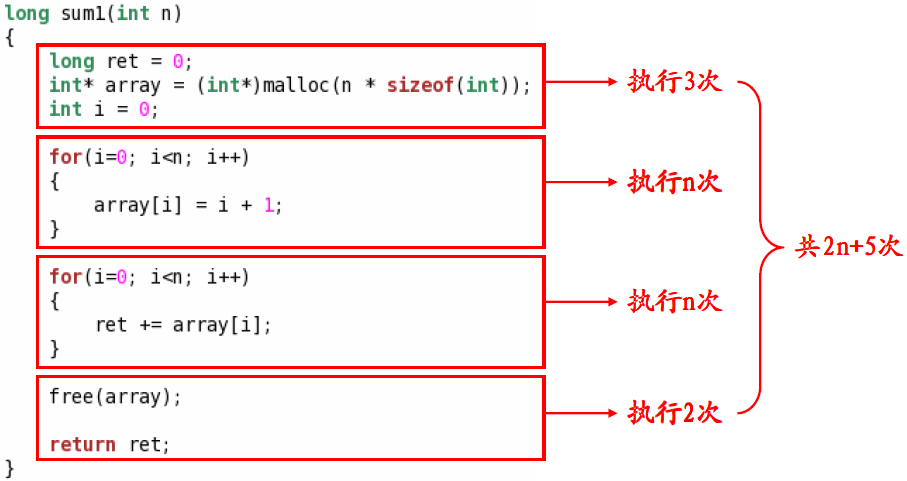 long sum1(int n)
{
long ret = 0;
int* array = (int*)malloc(n * sizeof(int));
int i = 0;
执行3次
for(i=0; i<n; i++)
{
array[i] = i + 1;
}
执行n次
共2n+5次
for(i=0; i<n; i++)
{
ret += array[i];
}
执行n次
free(array);
return ret;
执行2次
}